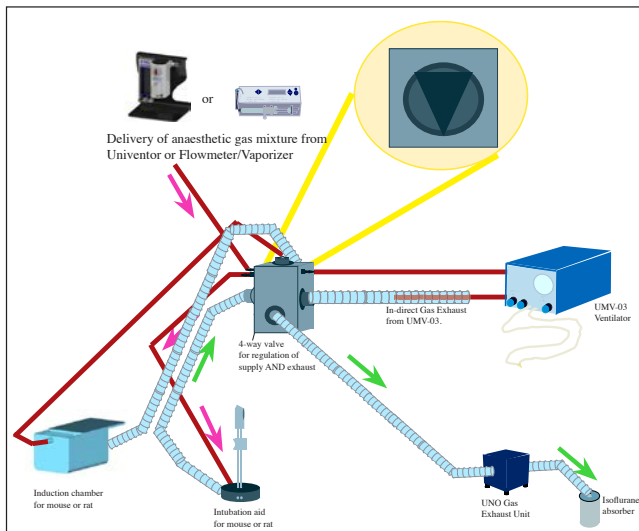 or
Delivery of anaesthetic gas mixture from
Univentor or Flowmeter/Vaporizer
UMV-03
Ventilator
In-direct Gas Exhaust
from UMV-03.
4-way valve
for regulation of
supply AND exhaust
Induction chamber
for mouse or rat
Intubation aid
for mouse or rat
UNO Gas
Exhaust Unit
Isoflurane
absorber